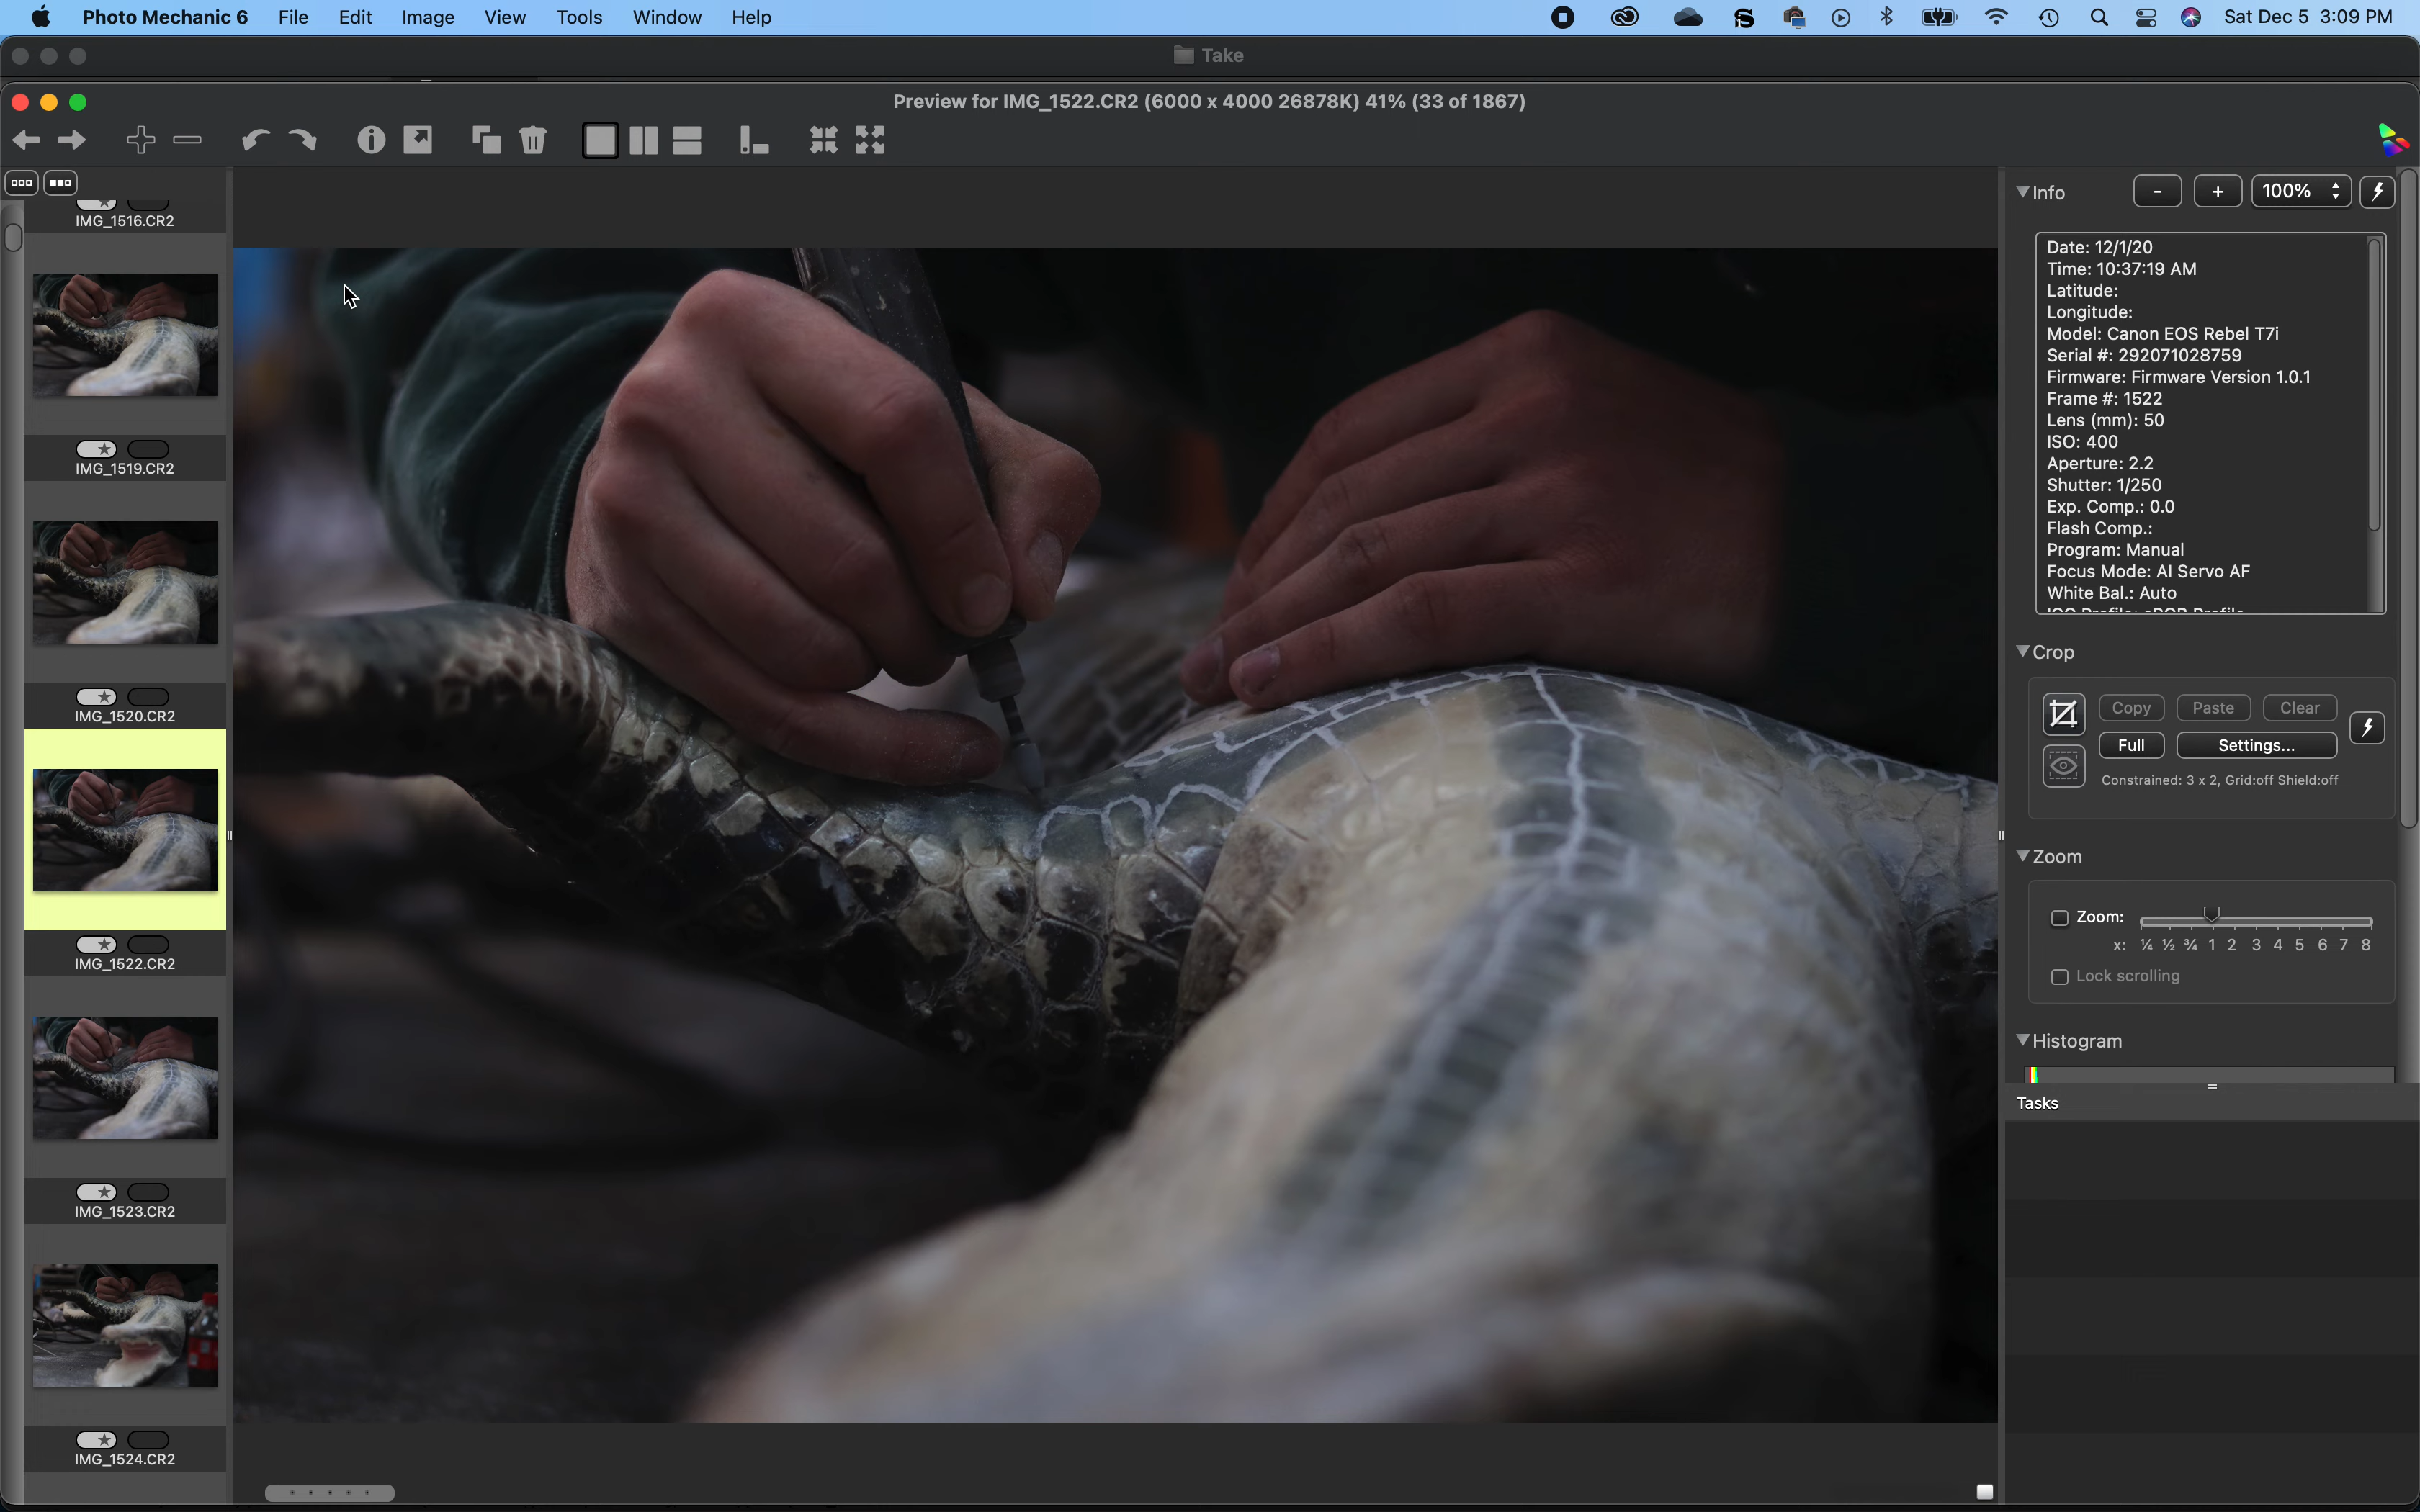 Photo Mechanic 6 File Edit Image View Tools Window Help Sat Dec 5 3:09 PM
Take
Preview for IMG_1522.CR2 (6000 x 4000 26878K) 41% (33 of 1867)
IMG_1516.CR2
IMG_1519.CR2
IMG_1520.CR2
IMG_1522.CR2
IMG_1523.CR2
IMG_1524.CR2
Info - + 100%
Date: 12/1/20
Time: 10:37:19 AM
Latitude:
Longitude:
Model: Canon EOS Rebel T7i
Serial #: 292071028759
Firmware: Firmware Version 1.0.1
Frame #: 1522
Lens (mm): 50
ISO: 400
Aperture: 2.2
Shutter: 1/250
Exp. Comp.: 0.0
Flash Comp.:
Program: Manual
Focus Mode: AI Servo AF
White Bal.: Auto
Crop
Copy Paste Clear
Full Settings...
Constrained: 3 x 2, Grid:off Shield:off
Zoom
Zoom:
x: ¼ ½ ¾ 1 2 3 4 5 6 7 8
Lock scrolling
Histogram
Tasks